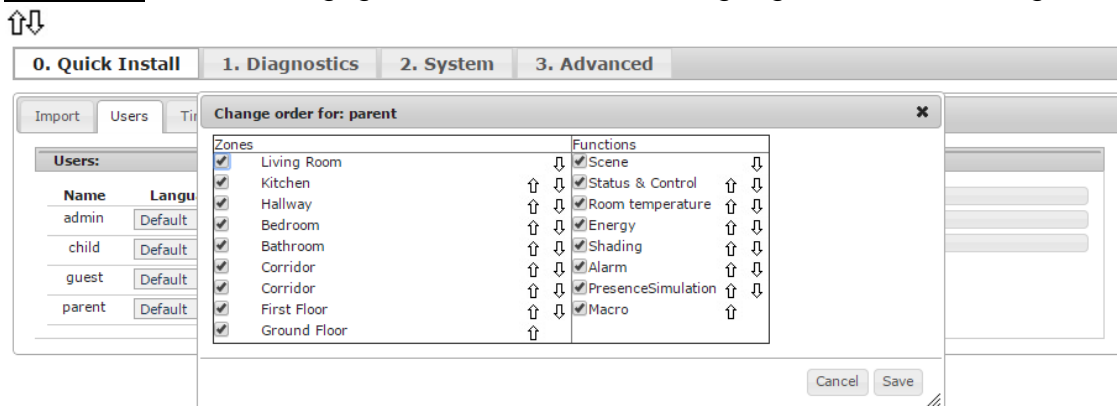 0. Quick Install 1. Diagnostics 2. System 3. Advanced
Import Users Tir
Change order for: parent
Users:
Name Langu
admin Default
child Default
guest Default
parent Default
Zones Functions
Living Room Scene
Kitchen Status & Control
Hallway Room temperature
Bedroom Energy
Bathroom Shading
Corridor Alarm
Corridor PresenceSimulation
First Floor Macro
Ground Floor
Cancel Save